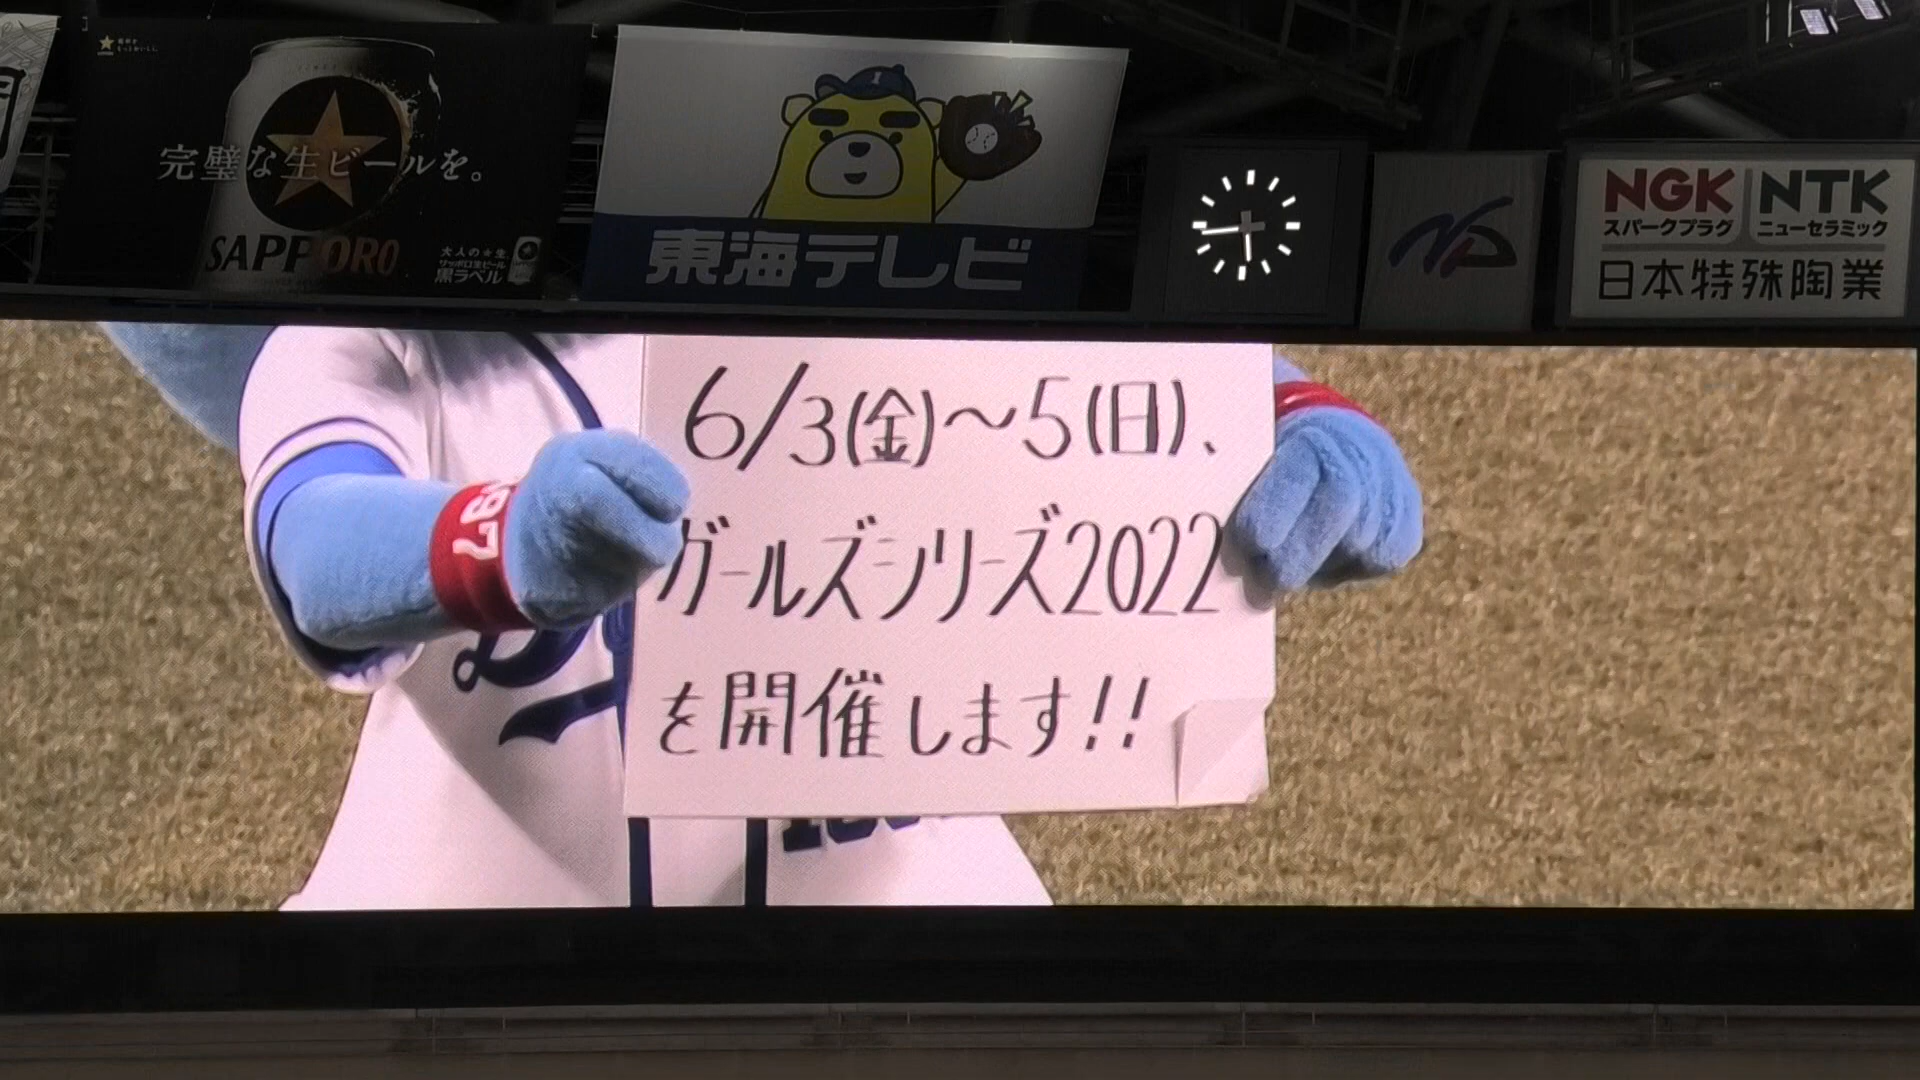 完璧な生ビールを。
SAPPORO
大人の★生。
サッポロ生ビール
黒ラベル
東海テレビ
NGK
スパークプラグ
NTK
ニューセラミック
日本特殊陶業
6/3(金)～5(日)、
ガールズシリーズ2022
を開催します!!
97